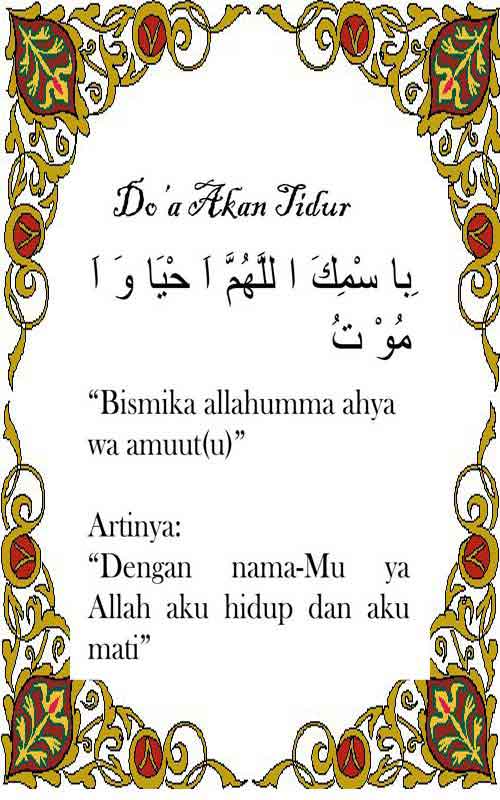 Do'a Akan Tidur
بِا سْمِكَ ا للَّهُمَّ اَ حْيَا وَ اَ
مُوْ تُ
“Bismika allahumma ahya
wa amuut(u)”
Artinya:
“Dengan nama-Mu ya
Allah aku hidup dan aku
mati”